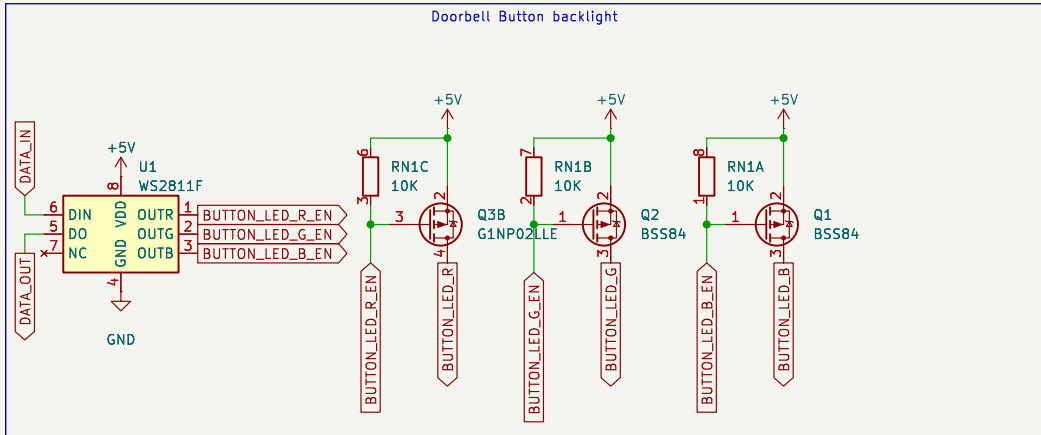 Doorbell Button backlight
DATA_IN
+5V
U1
WS2811F
8
VDD
6 DIN
5 DO
7 NC
GND
4
OUTR 1 BUTTON_LED_R_EN
OUTG 2 BUTTON_LED_G_EN
OUTB 3 BUTTON_LED_B_EN
DATA_OUT
GND
+5V
6
RN1C
10K
3
3
2
Q3B
G1NP02LLE
4
BUTTON_LED_R_EN
BUTTON_LED_R
+5V
7
RN1B
10K
2
1
2
Q2
BSS84
3
BUTTON_LED_G_EN
BUTTON_LED_G
+5V
8
RN1A
10K
1
1
2
Q1
BSS84
3
BUTTON_LED_B_EN
BUTTON_LED_B